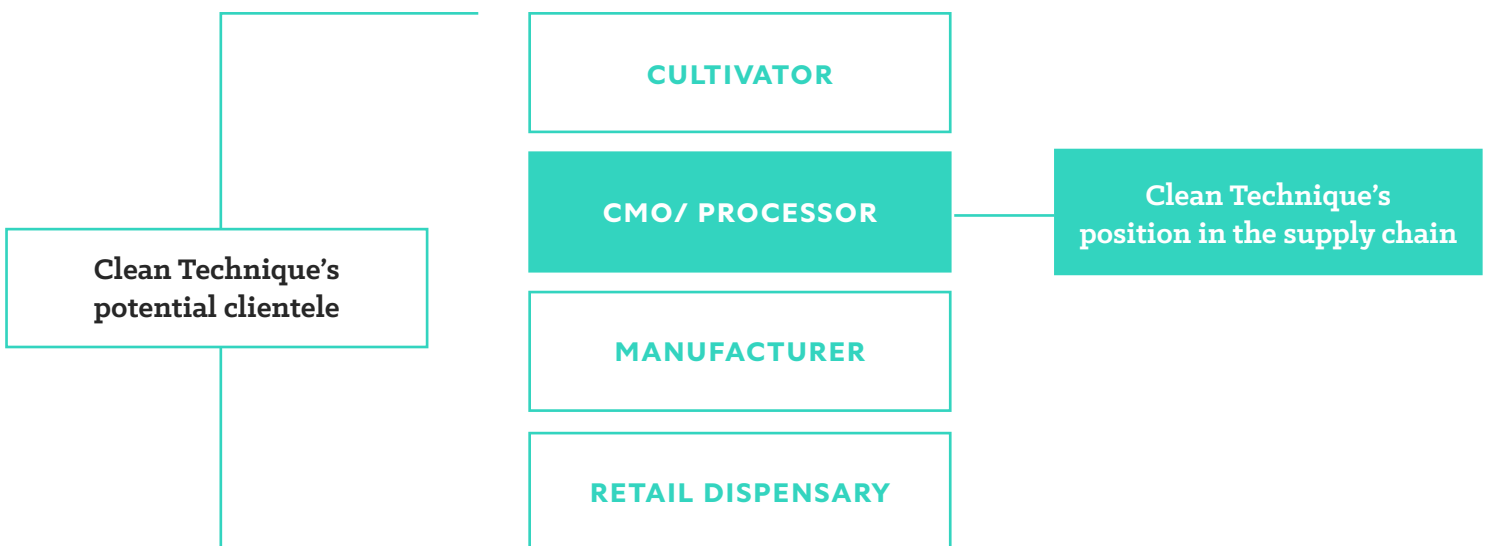 CULTIVATOR
CMO/ PROCESSOR
Clean Technique’s
position in the supply chain
Clean Technique’s
potential clientele
MANUFACTURER
RETAIL DISPENSARY